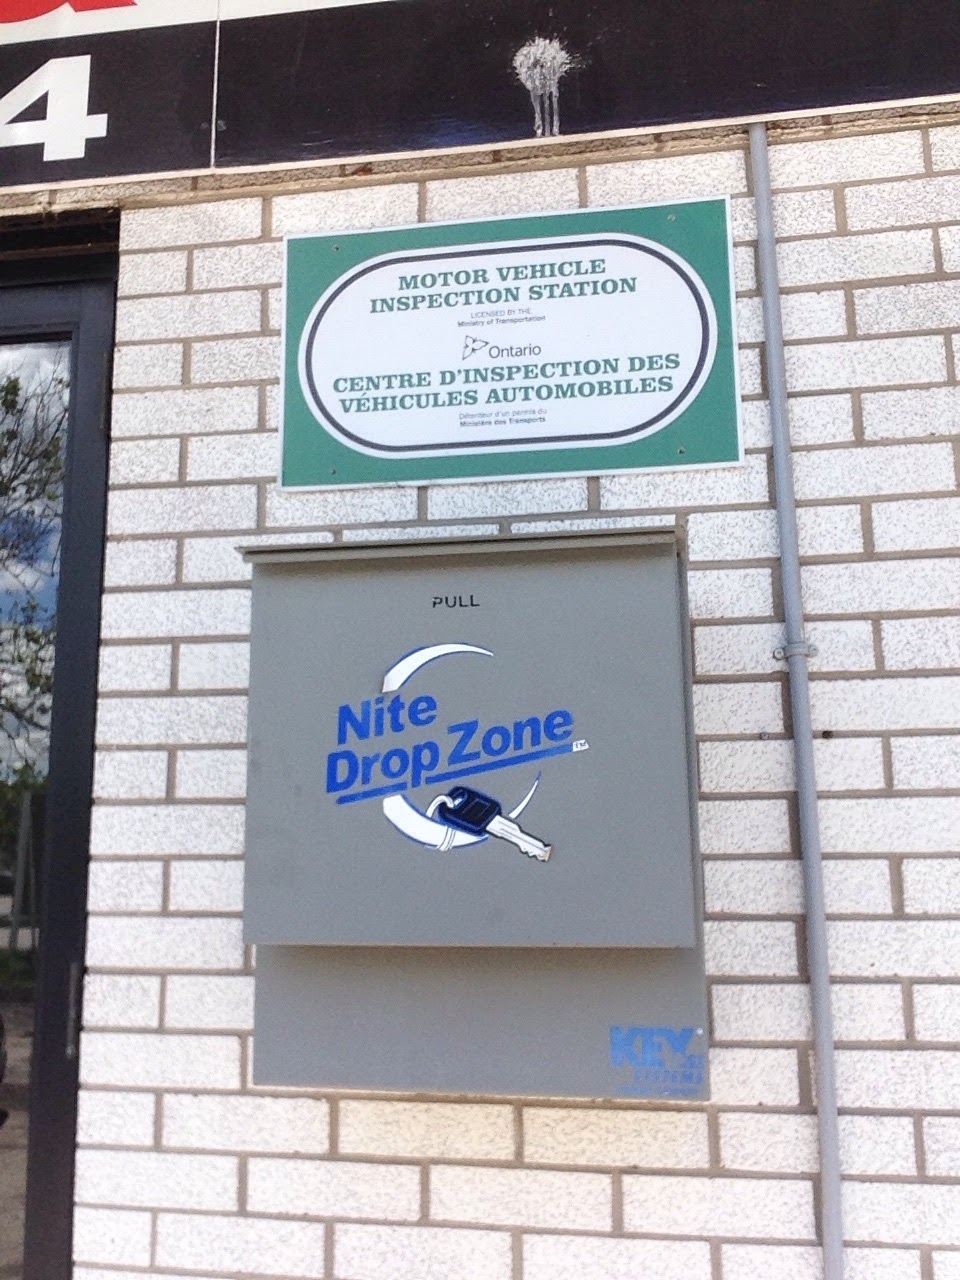 4
MOTOR VEHICLE
INSPECTION STATION
LICENSED BY THE
Ministry of Transportation
Ontario
CENTRE D'INSPECTION DES
VÉHICULES AUTOMOBILES
Détenteur d'un permis du
Ministère des Transports
PULL
Nite
Drop Zone
TM
KEY
SYSTEMS